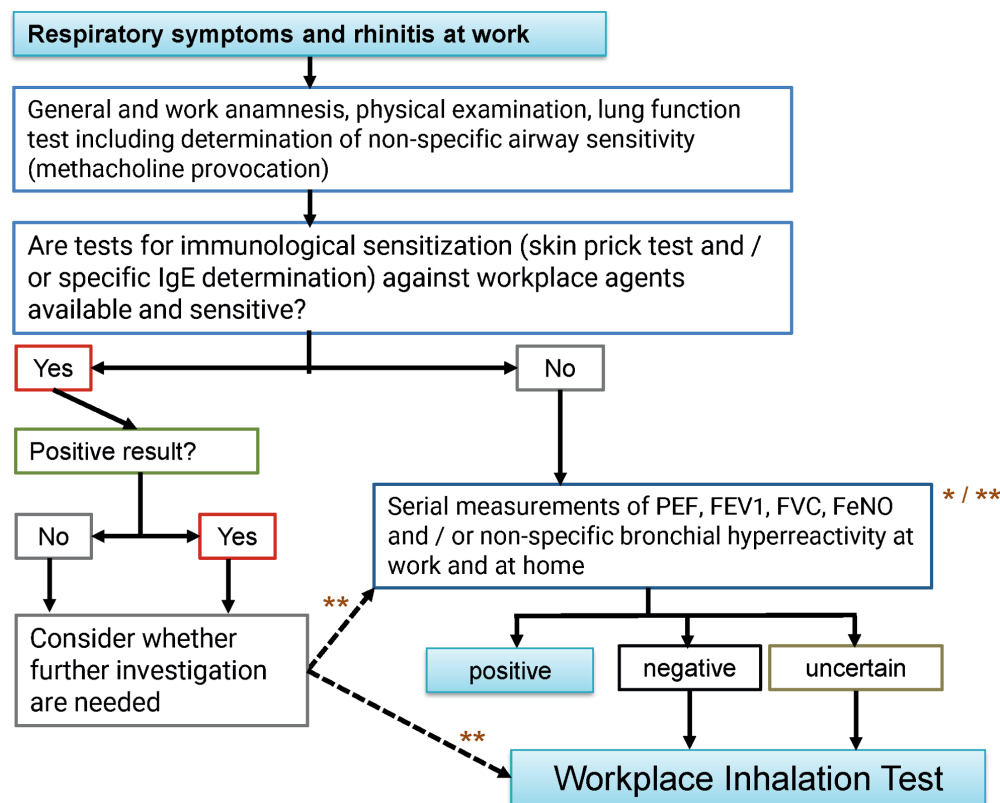 Respiratory symptoms and rhinitis at work
General and work anamnesis, physical examination, lung function
test including determination of non-specific airway sensitivity
(methacholine provocation)
Are tests for immunological sensitization (skin prick test and /
or specific IgE determination) against workplace agents
available and sensitive?
Yes
No
Positive result?
No
Yes
Serial measurements of PEF, FEV1, FVC, FeNO
and / or non-specific bronchial hyperreactivity at
work and at home
* / **
**
Consider whether
further investigation
are needed
positive
negative
uncertain
**
Workplace Inhalation Test